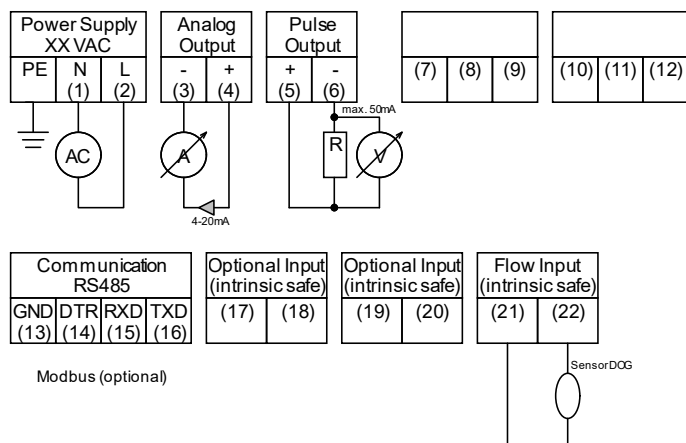 Power Supply
XX VAC
PE N L
(1) (2)
Analog
Output
- +
(3) (4)
Pulse
Output
+ -
(5) (6)
(7) (8) (9)
(10) (11) (12)
max. 50mA
AC
A
R
V
4-20mA
Communication
RS485
GND DTR RXD TXD
(13) (14) (15) (16)
Optional Input
(intrinsic safe)
(17) (18)
Optional Input
(intrinsic safe)
(19) (20)
Flow Input
(intrinsic safe)
(21) (22)
Sensor DOG
Modbus (optional)